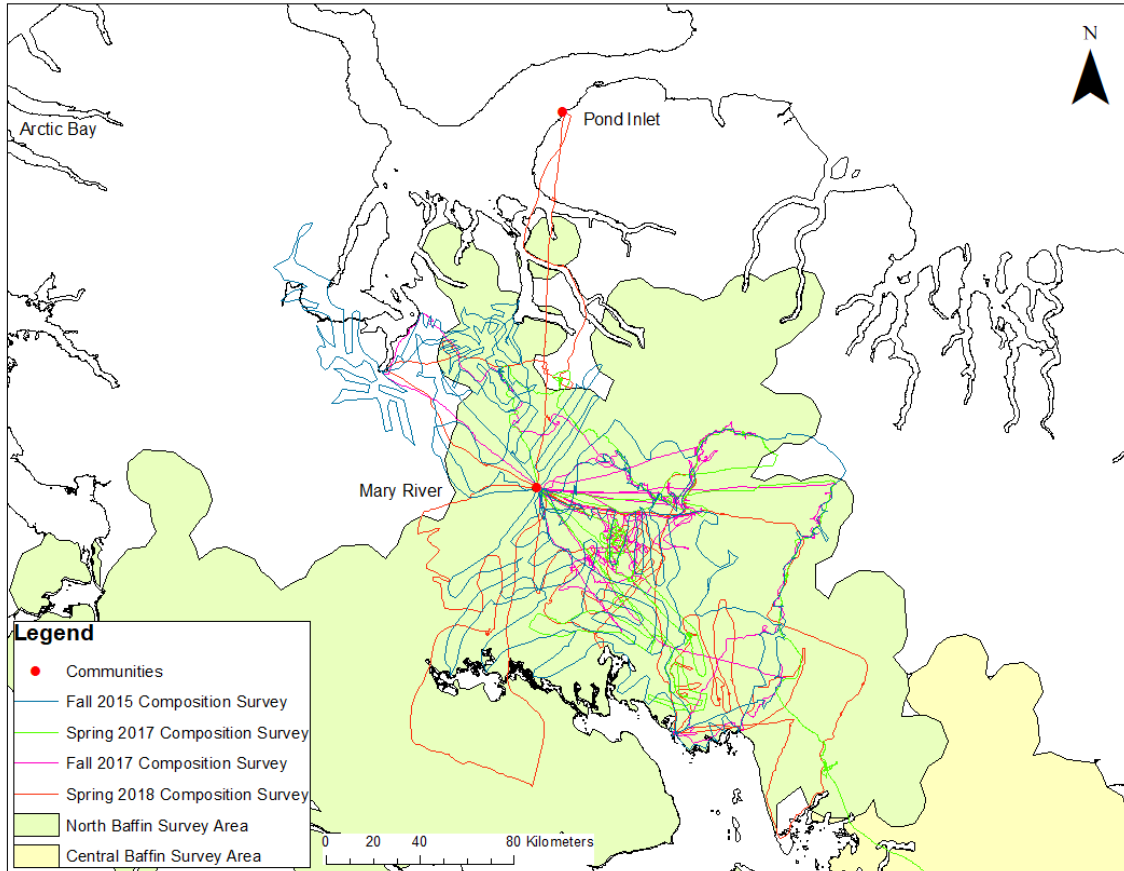 N
Pond Inlet
Arctic Bay
Mary River
Legend
Communities
Fall 2015 Composition Survey
Spring 2017 Composition Survey
Fall 2017 Composition Survey
Spring 2018 Composition Survey
North Baffin Survey Area
Central Baffin Survey Area
0 20 40 80 Kilometers